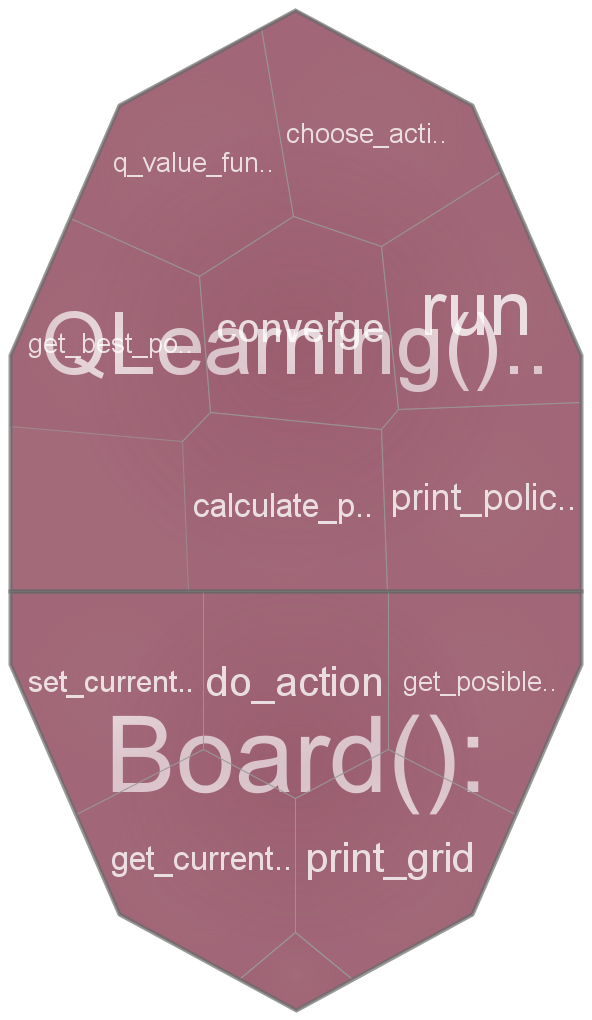 choose_acti..
q_value_fun..
run
converge
get_best_po..
QLearning()..
print_polic..
calculate_p..
set_current..
do_action
get_posible..
Board():
get_current..
print_grid